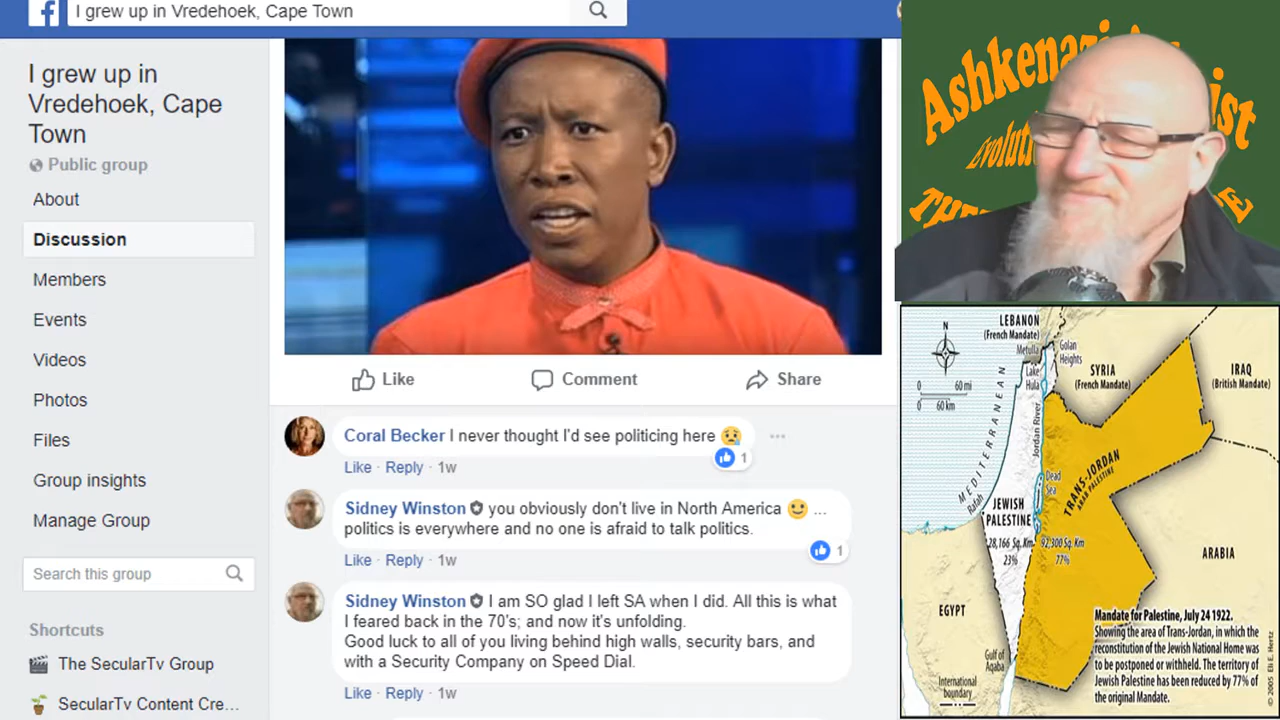 I grew up in Vredehoek, Cape Town
I grew up in
Vredehoek, Cape
Town
Public group
About
Discussion
Members
Events
Videos
Photos
Files
Group insights
Manage Group
Search this group
Shortcuts
The SecularTv Group
SecularTv Content Cre...
Like
Comment
Share
Coral Becker I never thought I'd see politicing here 😢
1
Like · Reply · 1w
Sidney Winston you obviously don't live in North America 🙂 ...
politics is everywhere and no one is afraid to talk politics.
1
Like · Reply · 1w
Sidney Winston I am SO glad I left SA when I did. All this is what
I feared back in the 70's; and now it's unfolding.
Good luck to all of you living behind high walls, security bars, and
with a Security Company on Speed Dial.
Like · Reply · 1w
N
LEBANON
(French Mandate)
Metulla
Golan
Heights
Lake
Hula
SYRIA
(French Mandate)
IRAQ
(British Mandate)
0 60 mi
0 60 km
MEDITERRANEAN
Jordan River
Rafah
Dead
Sea
TRANS-JORDAN
ARAB PALESTINE
JEWISH
PALESTINE
28,166 Sq. Km.
23%
92,300 Sq. Km
77%
ARABIA
EGYPT
Gulf of
Aqaba
International
boundary
Mandate for Palestine, July 24 1922.
Showing the area of Trans-Jordan, in which the
reconstitution of the Jewish National Home was
to be postponed or withheld. The territory of
Jewish Palestine has been reduced by 77% of
the original Mandate.
© 2005 Eli E. Hertz